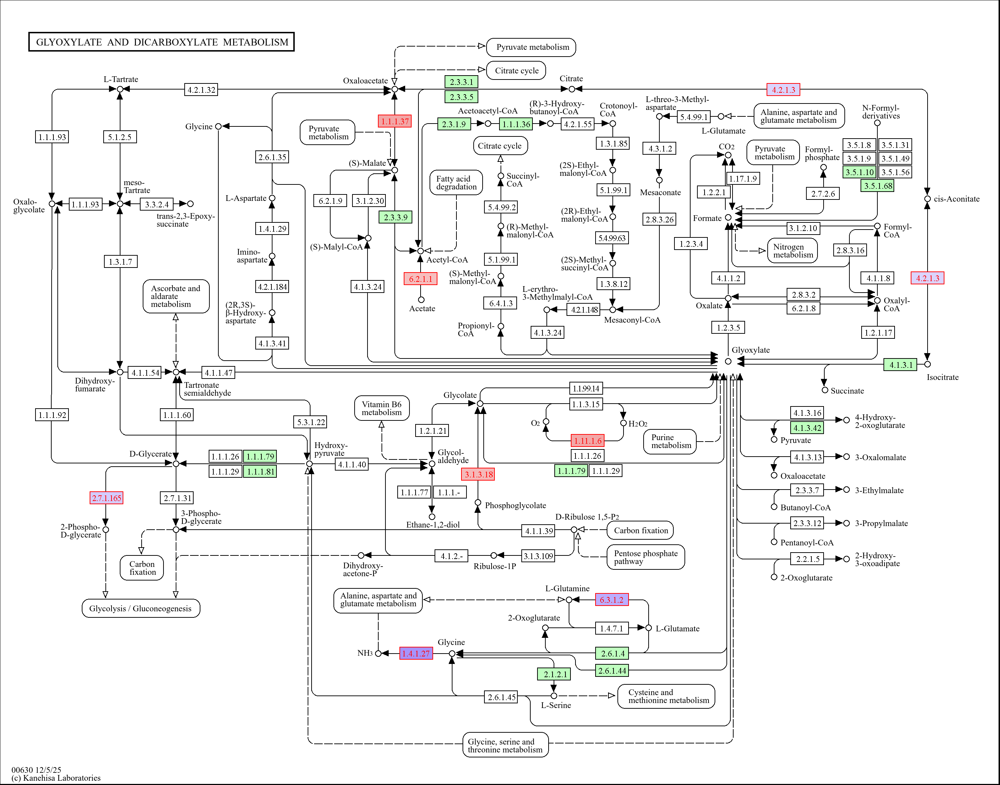 GLYOXYLATE AND DICARBOXYLATE METABOLISM
Pyruvate metabolism
Citrate cycle
L-Tartrate
4.2.1.32
Oxaloacetate
2.3.3.1
2.3.3.5
Citrate
4.2.1.3
1.1.1.93
5.1.2.5
Glycine
2.6.1.35
Pyruvate
metabolism
1.1.1.37
(S)-Malate
Acetoacetyl-CoA
2.3.1.9
1.1.1.36
(R)-3-Hydroxy-
butanoyl-CoA
4.2.1.55
Crotonoyl-
CoA
L-threo-3-Methyl-
aspartate
5.4.99.1
L-Glutamate
Alanine, aspartate and
glutamate metabolism
N-Formyl-
derivatives
Citrate cycle
1.3.1.85
4.3.1.2
CO2
Pyruvate
metabolism
Formyl-
phosphate
3.5.1.8
3.5.1.31
3.5.1.9
3.5.1.49
3.5.1.10
3.5.1.56
3.5.1.68
1.17.1.9
1.2.2.1
2.7.2.6
Fatty acid
degradation
Succinyl-
CoA
(2S)-Ethyl-
malonyl-CoA
5.1.99.1
Mesaconate
meso-
Tartrate
Oxalo-
glycolate
1.1.1.93
3.3.2.4
trans-2,3-Epoxy-
succinate
L-Aspartate
6.2.1.9
3.1.2.30
2.3.3.9
5.4.99.2
(2R)-Ethyl-
malonyl-CoA
2.8.3.26
Formate
cis-Aconitate
1.4.1.29
(R)-Methyl-
malonyl-CoA
5.4.99.63
3.1.2.10
Formyl-
CoA
(S)-Malyl-CoA
1.2.3.4
Nitrogen
metabolism
2.8.3.16
1.3.1.7
Imino-
aspartate
Acetyl-CoA
5.1.99.1
(2S)-Methyl-
succinyl-CoA
6.2.1.1
(S)-Methyl-
malonyl-CoA
4.1.1.2
4.1.1.8
4.2.1.3
Ascorbate and
aldarate
metabolism
4.2.1.184
4.1.3.24
1.3.8.12
L-erythro-
3-Methylmalyl-CoA
2.8.3.2
6.2.1.8
Oxalate
Oxalyl-
CoA
(2R,3S)-
β-Hydroxy-
aspartate
Acetate
6.4.1.3
4.2.1.148
Mesaconyl-CoA
Propionyl-
CoA
4.1.3.24
1.2.3.5
1.2.1.17
4.1.3.41
Glyoxylate
4.1.3.1
Isocitrate
Succinate
4.1.1.54
4.1.1.47
Dihydroxy-
fumarate
Tartronate
semialdehyde
1.1.1.92
1.1.1.60
5.3.1.22
Vitamin B6
metabolism
Glycolate
1.1.99.14
1.1.3.15
O2
H2O2
1.11.1.6
1.2.1.21
Purine
metabolism
4.1.3.16
4.1.3.42
4-Hydroxy-
2-oxoglutarate
Pyruvate
D-Glycerate
1.1.1.26
1.1.1.79
1.1.1.29
1.1.1.81
Hydroxy-
pyruvate
4.1.1.40
Glycol-
aldehyde
1.1.1.26
1.1.1.79
1.1.1.29
3.1.3.18
4.1.3.13
3-Oxalomalate
Oxaloacetate
2.7.1.165
2.7.1.31
1.1.1.77
1.1.1.-
2.3.3.7
3-Ethylmalate
Butanoyl-CoA
Phosphoglycolate
3-Phospho-
D-glycerate
2-Phospho-
D-glycerate
Ethane-1,2-diol
D-Ribulose 1,5-P2
4.1.1.39
Carbon fixation
2.3.3.12
3-Propylmalate
Pentanoyl-CoA
Carbon
fixation
Dihydroxy-
acetone-P
4.1.2.-
Ribulose-1P
3.1.3.109
Pentose phosphate
pathway
2.2.1.5
2-Hydroxy-
3-oxoadipate
2-Oxoglutarate
Glycolysis / Gluconeogenesis
Alanine, aspartate and
glutamate metabolism
L-Glutamine
6.3.1.2
2-Oxoglutarate
1.4.7.1
L-Glutamate
Glycine
NH3
1.4.1.27
2.6.1.4
2.6.1.44
2.1.2.1
2.6.1.45
L-Serine
Cysteine and
methionine metabolism
Glycine, serine and
threonine metabolism
00630 12/5/25
(c) Kanehisa Laboratories